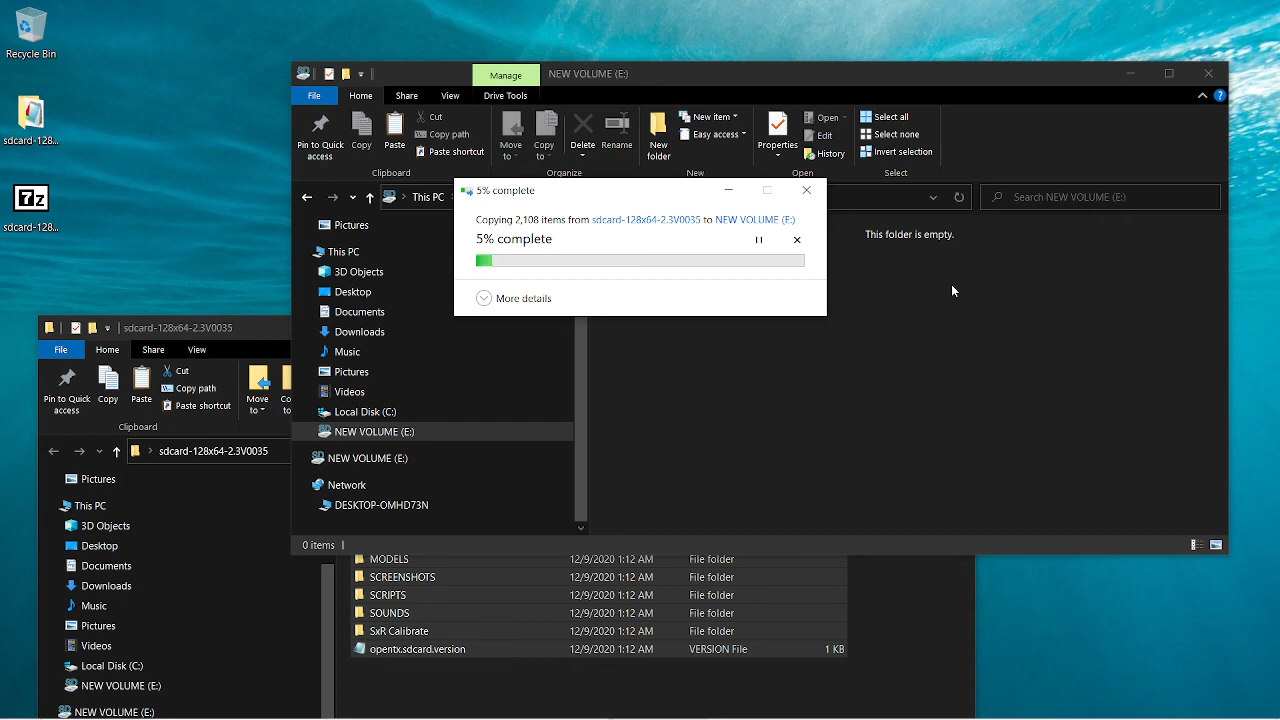 Recycle Bin
sdcard-128...
7z
sdcard-128...
Manage
NEW VOLUME (E:)
File
Home
Share
View
Drive Tools
Pin to Quick access
Copy
Paste
Cut
Copy path
Paste shortcut
Clipboard
Move to
Copy to
Delete
Rename
Organize
New folder
New item
Easy access
New
Properties
Open
Edit
History
Open
Select all
Select none
Invert selection
Select
This PC
Search NEW VOLUME (E:)
5% complete
Copying 2,108 items from sdcard-128x64-2.3V0035 to NEW VOLUME (E:)
5% complete
More details
This folder is empty.
Pictures
This PC
3D Objects
Desktop
Documents
Downloads
Music
Pictures
Videos
Local Disk (C:)
NEW VOLUME (E:)
NEW VOLUME (E:)
Network
DESKTOP-OMHD73N
0 items
sdcard-128x64-2.3V0035
File
Home
Share
View
Pin to Quick access
Copy
Paste
Cut
Copy path
Paste shortcut
Clipboard
Move to
sdcard-128x64-2.3V0035
Pictures
This PC
3D Objects
Desktop
Documents
Downloads
Music
Pictures
Videos
Local Disk (C:)
NEW VOLUME (E:)
NEW VOLUME (E:)
MODELS 12/9/2020 1:12 AM File folder
SCREENSHOTS 12/9/2020 1:12 AM File folder
SCRIPTS 12/9/2020 1:12 AM File folder
SOUNDS 12/9/2020 1:12 AM File folder
SxR Calibrate 12/9/2020 1:12 AM File folder
opentx.sdcard.version 12/9/2020 1:12 AM VERSION File 1 KB